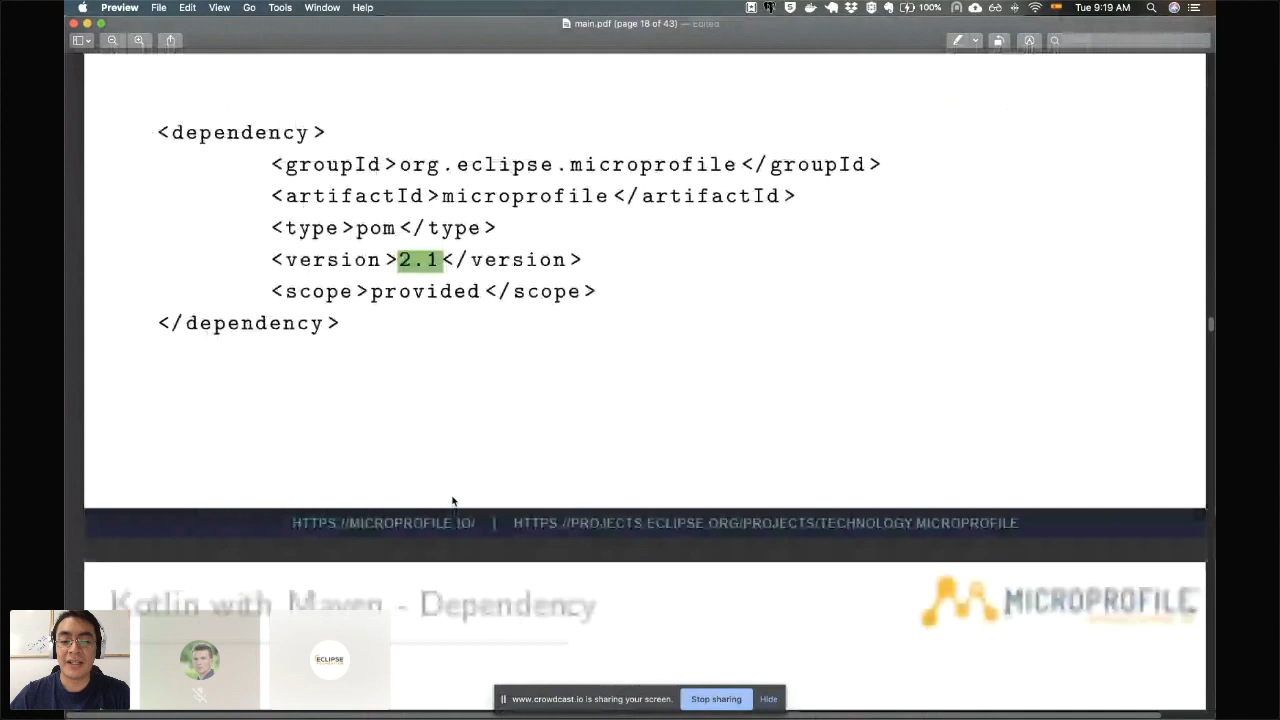 Preview File Edit View Go Tools Window Help 100% Tue 9:19 AM
main.pdf (page 18 of 43) — Edited
<dependency>
<groupId>org.eclipse.microprofile</groupId>
<artifactId>microprofile</artifactId>
<type>pom</type>
<version>2.1</version>
<scope>provided</scope>
</dependency>
HTTPS://MICROPROFILE.IO/ | HTTPS://PROJECTS.ECLIPSE.ORG/PROJECTS/TECHNOLOGY.MICROPROFILE
Kotlin with Maven - Dependency
MICROPROFILE
ECLIPSE
www.crowdcast.io is sharing your screen. Stop sharing Hide